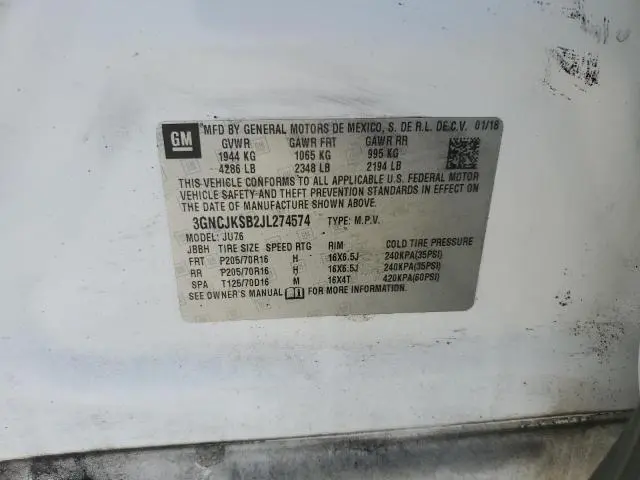 GM
MFD BY GENERAL MOTORS DE MEXICO, S. DE R.L. DE C.V. 01/18
GVWR GAWR FRT GAWR RR
1944 KG 1065 KG 995 KG
4286 LB 2348 LB 2194 LB
THIS VEHICLE CONFORMS TO ALL APPLICABLE U.S. FEDERAL MOTOR
VEHICLE SAFETY AND THEFT PREVENTION STANDARDS IN EFFECT ON
THE DATE OF MANUFACTURE SHOWN ABOVE.
3GNCJKSB2JL274574 TYPE: M.P.V.
MODEL: JU76
JBBH TIRE SIZE SPEED RTG RIM COLD TIRE PRESSURE
FRT P205/70R16 H 16X6.5J 240KPA(35PSI)
RR P205/70R16 H 16X6.5J 240KPA(35PSI)
SPA T125/70D16 M 16X4T 420KPA(60PSI)
SEE OWNER'S MANUAL FOR MORE INFORMATION.